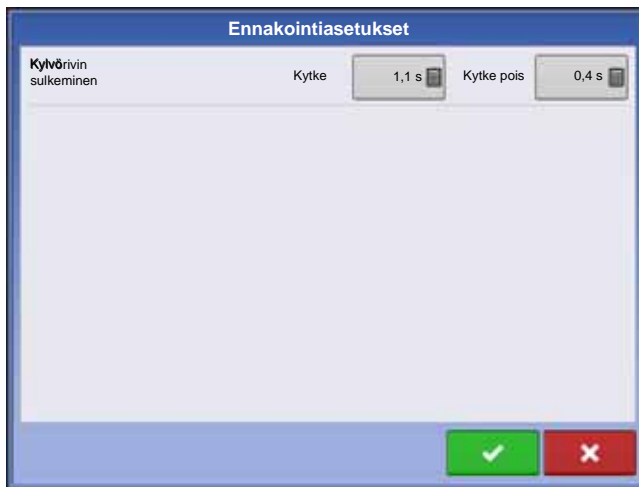 Ennakointiasetukset
Kylvörivin
sulkeminen
Kytke
1,1 s
Kytke pois
0,4 s